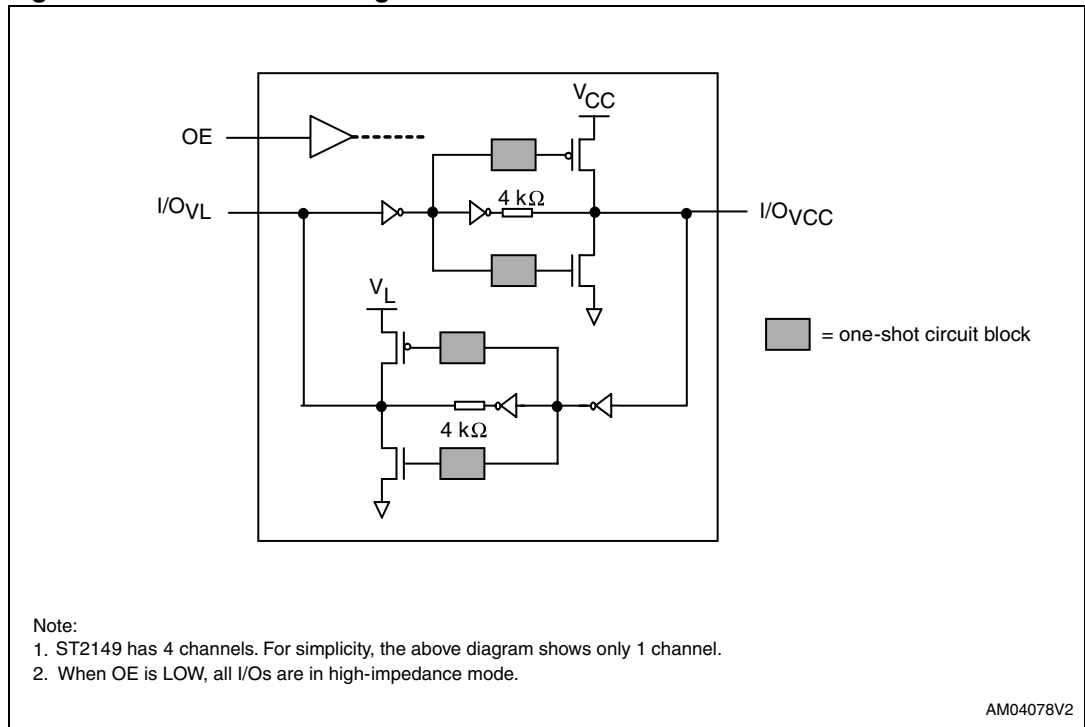 VCC
OE
4 kΩ
I/OVL
I/OVCC
VL
= one-shot circuit block
4 kΩ
Note:
1. ST2149 has 4 channels. For simplicity, the above diagram shows only 1 channel.
2. When OE is LOW, all I/Os are in high-impedance mode.
AM04078V2